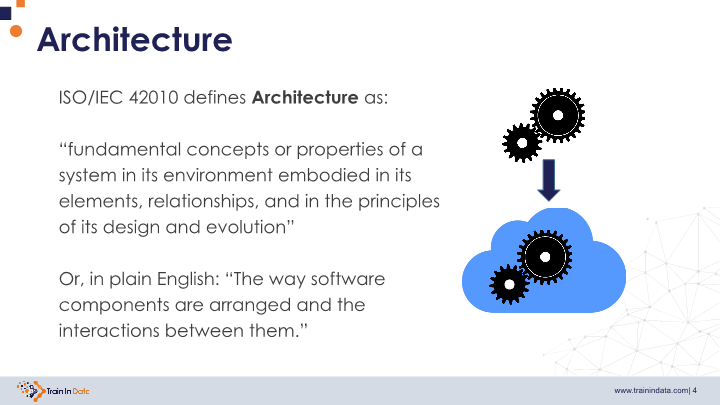 Architecture
ISO/IEC 42010 defines Architecture as:
“fundamental concepts or properties of a
system in its environment embodied in its
elements, relationships, and in the principles
of its design and evolution”
Or, in plain English: “The way software
components are arranged and the
interactions between them.”
Train In Data
www.trainindata.com| 4